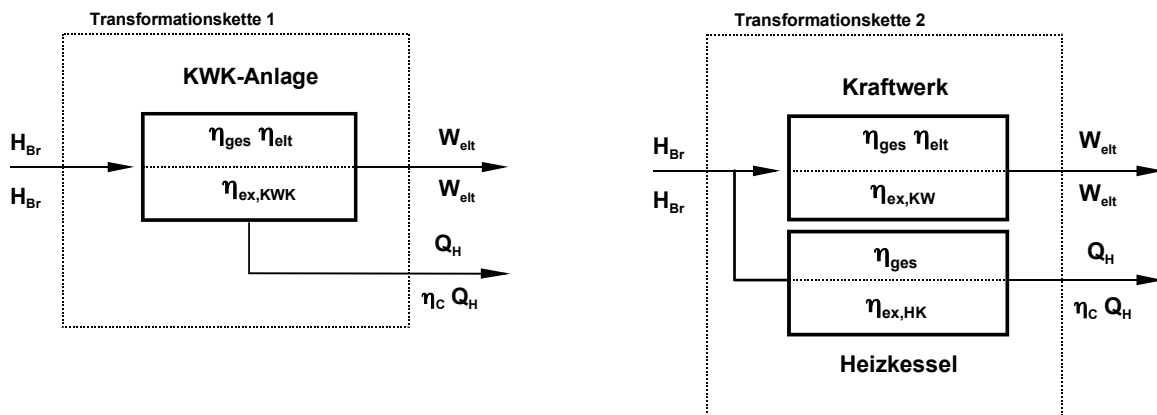 Transformationskette 1
KWK-Anlage
H_Br
H_Br
η_ges η_elt
η_ex,KWK
W_elt
W_elt
Q_H
η_C Q_H
Transformationskette 2
Kraftwerk
H_Br
H_Br
η_ges η_elt
η_ex,KW
W_elt
W_elt
η_ges
η_ex,HK
Q_H
η_C Q_H
Heizkessel